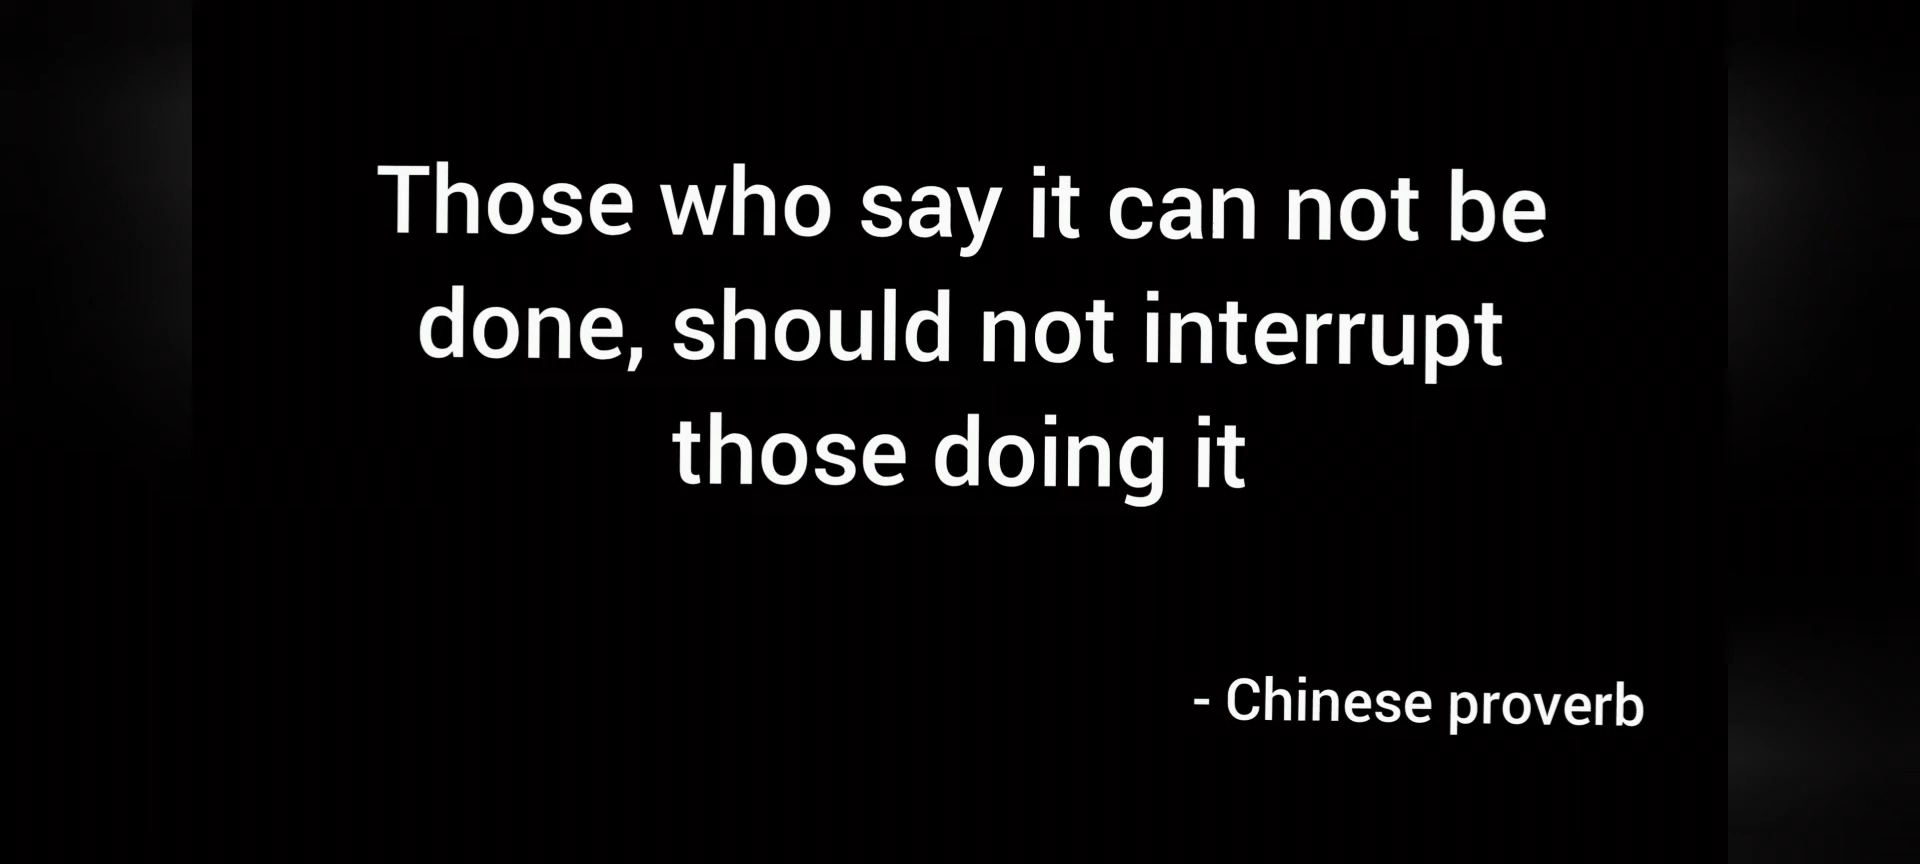 Those who say it can not be
done, should not interrupt
those doing it
- Chinese proverb